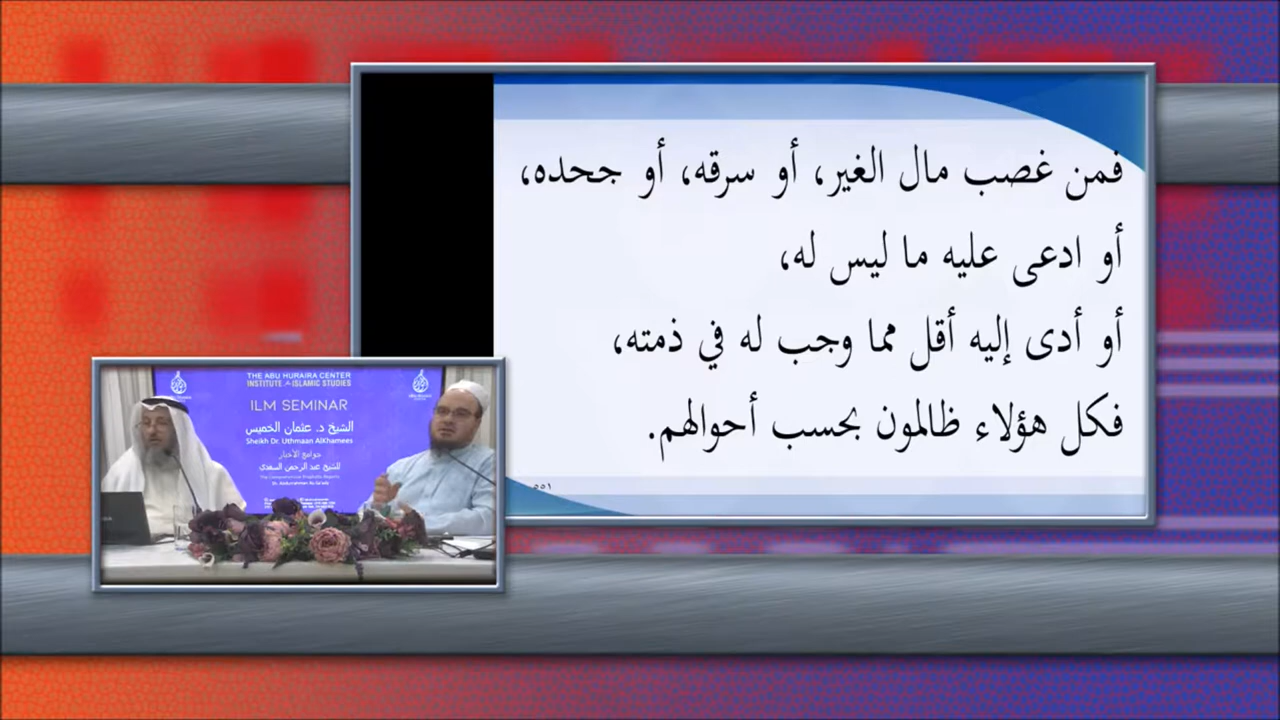 فمن غصب مال الغير، أو سرقه، أو جحده،
أو ادعى عليه ما ليس له،
أو أدى إليه أقل مما وجب له في ذمته،
فكل هؤلاء ظالمون بحسب أحوالهم.
٥٥١
THE ABU HURAIRA CENTER
INSTITUTE for ISLAMIC STUDIES
ILM SEMINAR
الشيخ د. عثمان الخميس
Sheikh Dr. Uthmaan AlKhamees
جوامع الأخبار
للشيخ عبد الرحمن السعدي